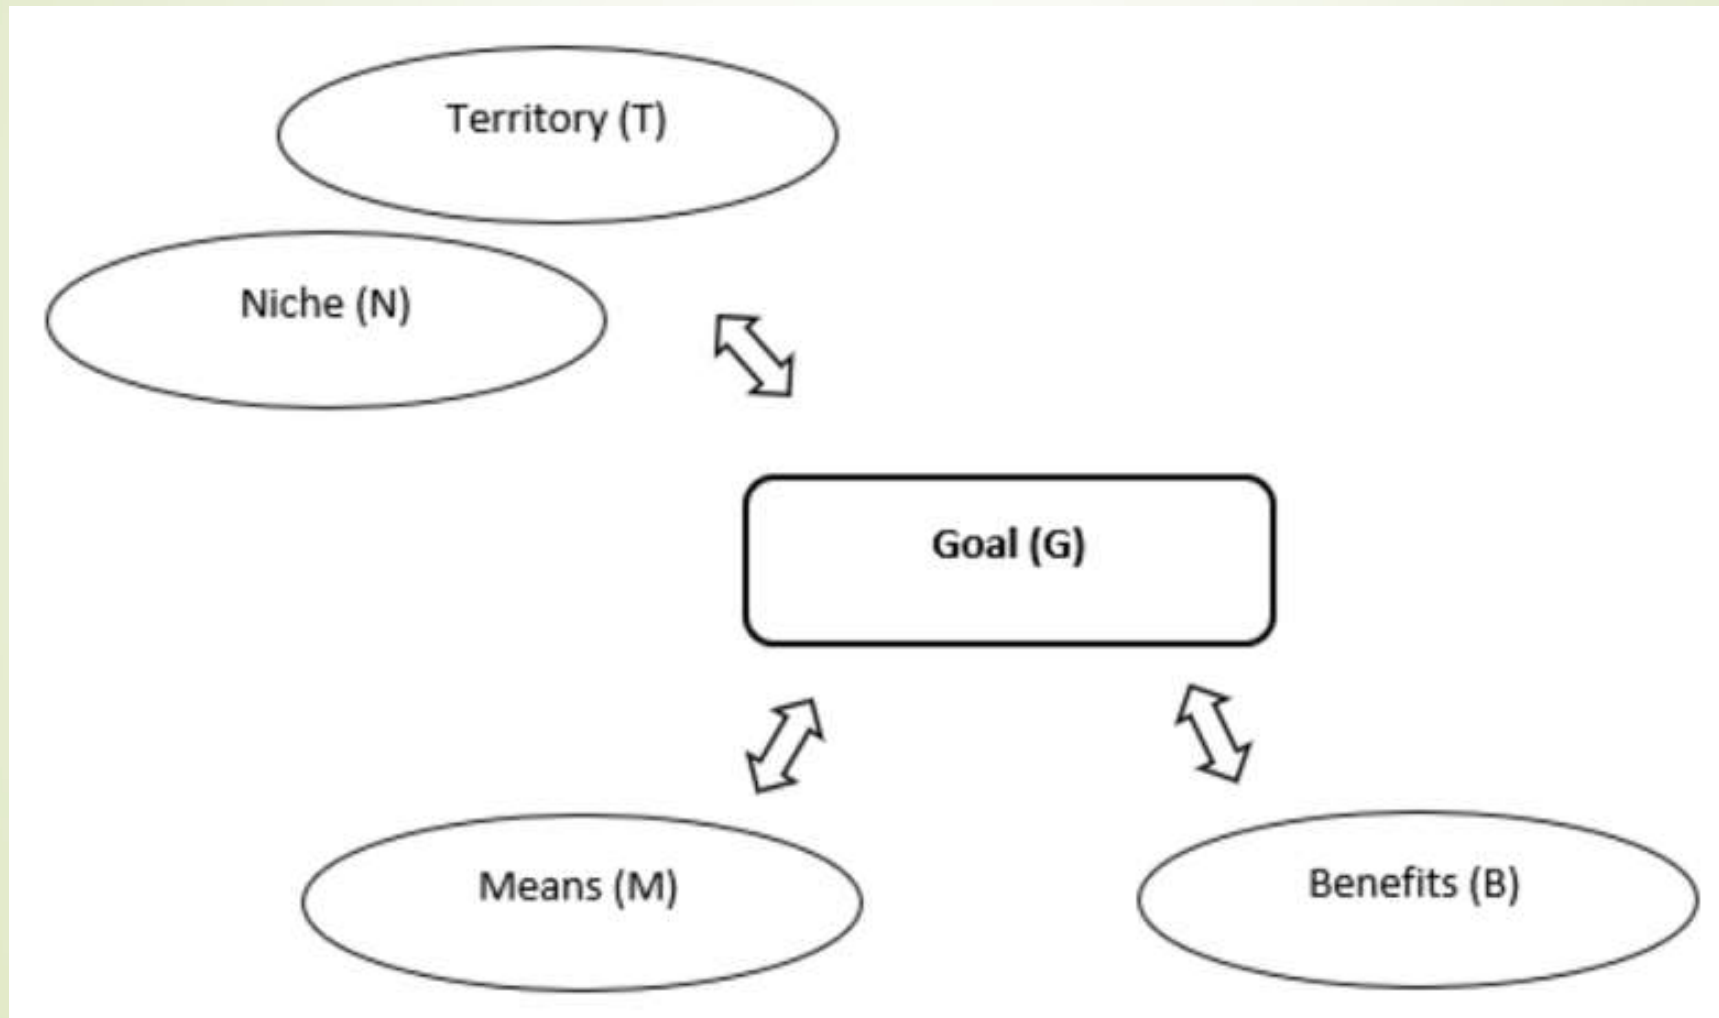 Territory (T)
Niche (N)
Goal (G)
Means (M)
Benefits (B)